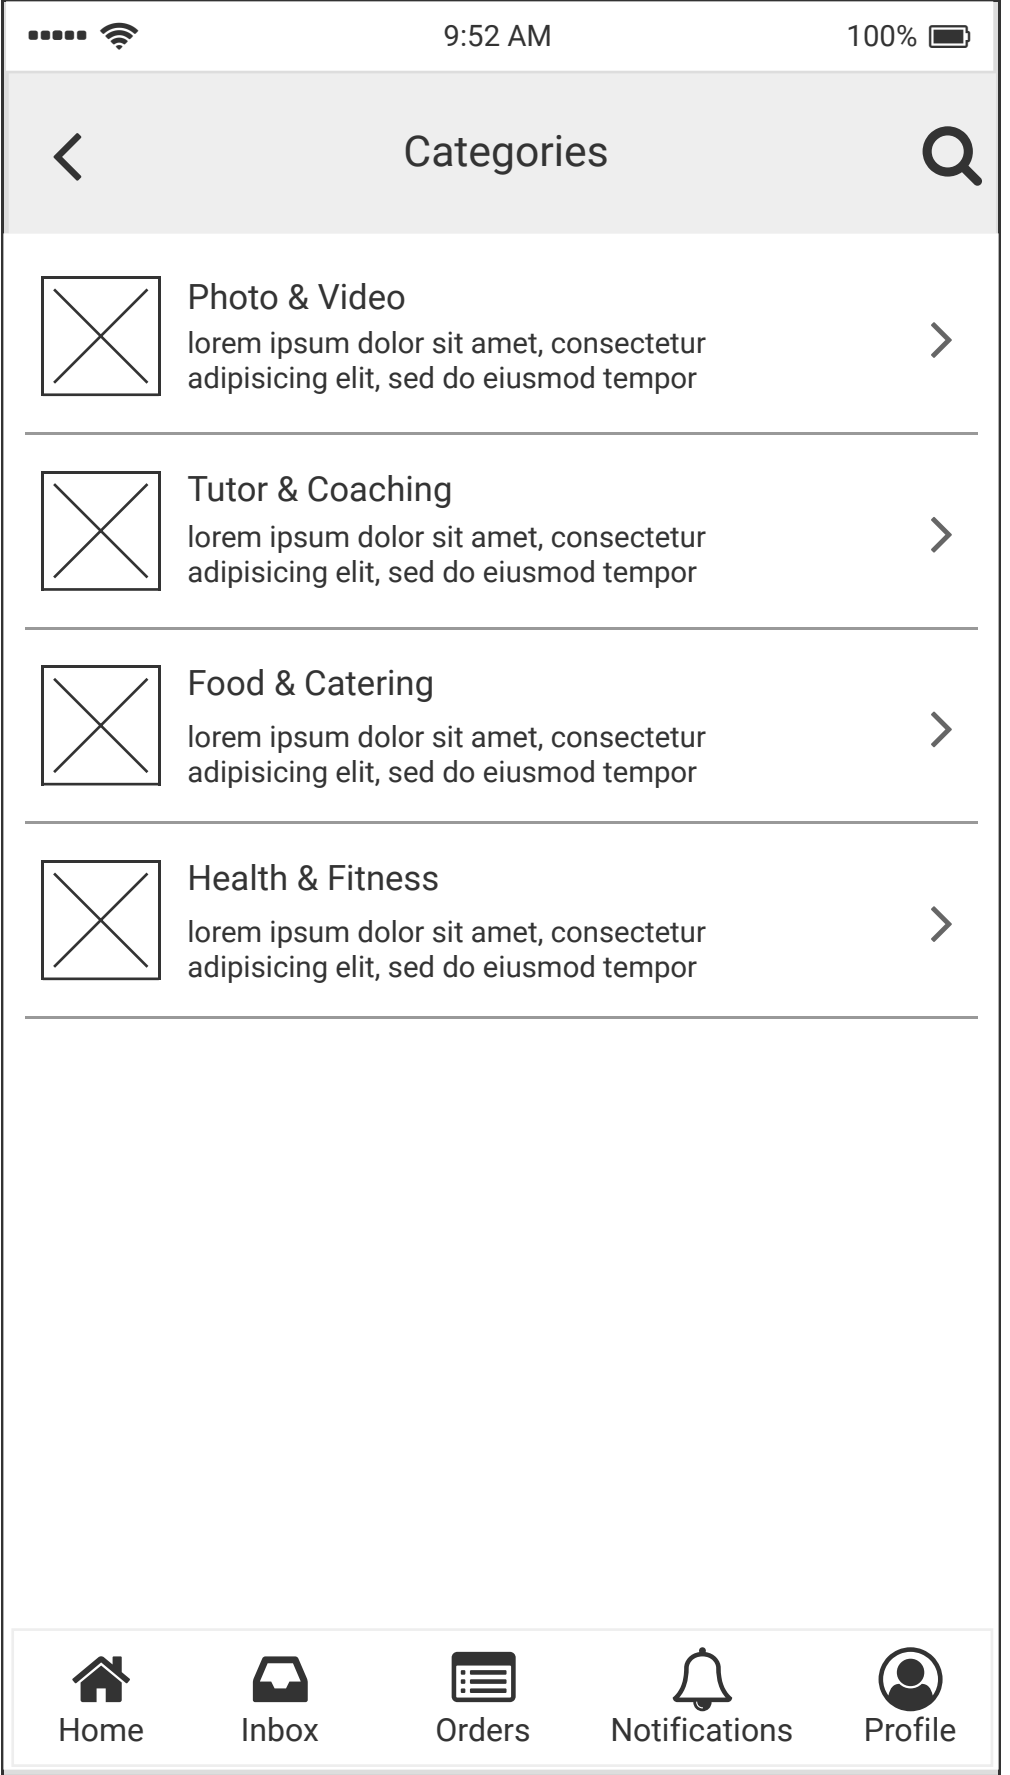 9:52 AM
100%
Categories
Photo & Video
lorem ipsum dolor sit amet, consectetur
adipisicing elit, sed do eiusmod tempor
Tutor & Coaching
lorem ipsum dolor sit amet, consectetur
adipisicing elit, sed do eiusmod tempor
Food & Catering
lorem ipsum dolor sit amet, consectetur
adipisicing elit, sed do eiusmod tempor
Health & Fitness
lorem ipsum dolor sit amet, consectetur
adipisicing elit, sed do eiusmod tempor
Home
Inbox
Orders
Notifications
Profile